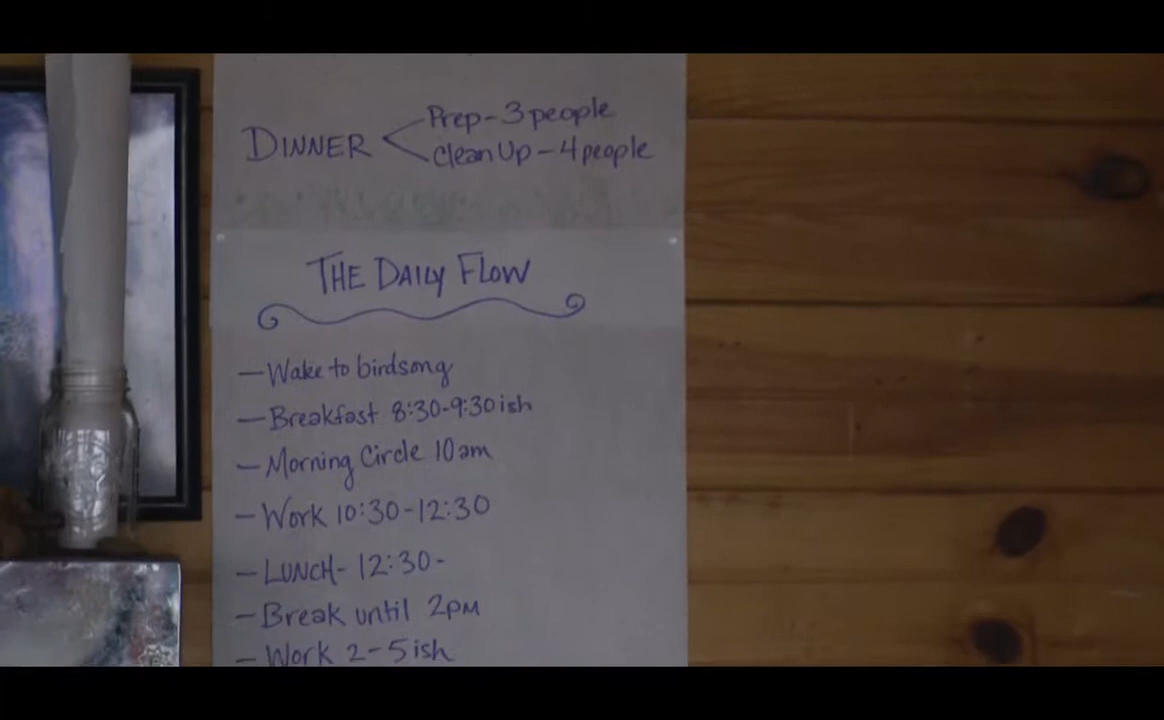 DINNER < Prep - 3 people
Clean Up - 4 people
THE DAILY FLOW
- Wake to birdsong
- Breakfast 8:30-9:30ish
- Morning Circle 10am
- Work 10:30-12:30
- LUNCH - 12:30-
- Break until 2pm
- Work 2-5ish